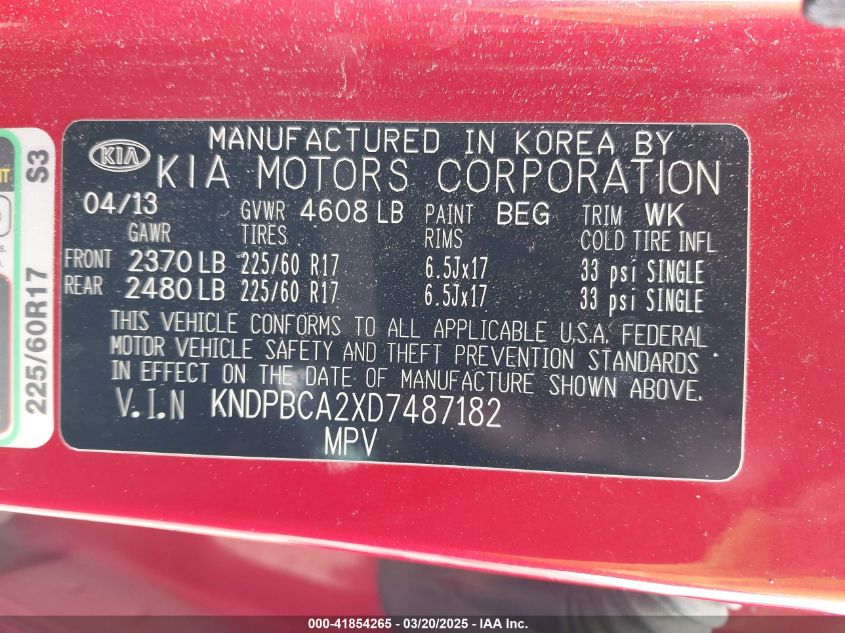 MANUFACTURED IN KOREA BY
KIA KIA MOTORS CORPORATION
04/13 GVWR 4608 LB PAINT BEG TRIM WK
GAWR TIRES RIMS COLD TIRE INFL
FRONT 2370 LB 225/60 R17 6.5Jx17 33 psi SINGLE
REAR 2480 LB 225/60 R17 6.5Jx17 33 psi SINGLE
THIS VEHICLE CONFORMS TO ALL APPLICABLE U.S.A. FEDERAL
MOTOR VEHICLE SAFETY AND THEFT PREVENTION STANDARDS
IN EFFECT ON THE DATE OF MANUFACTURE SHOWN ABOVE.
V.I.N KNDPBCA2XD7487182
MPV
225/60R17 S3
000-41854265 - 03/20/2025 - IAA Inc.